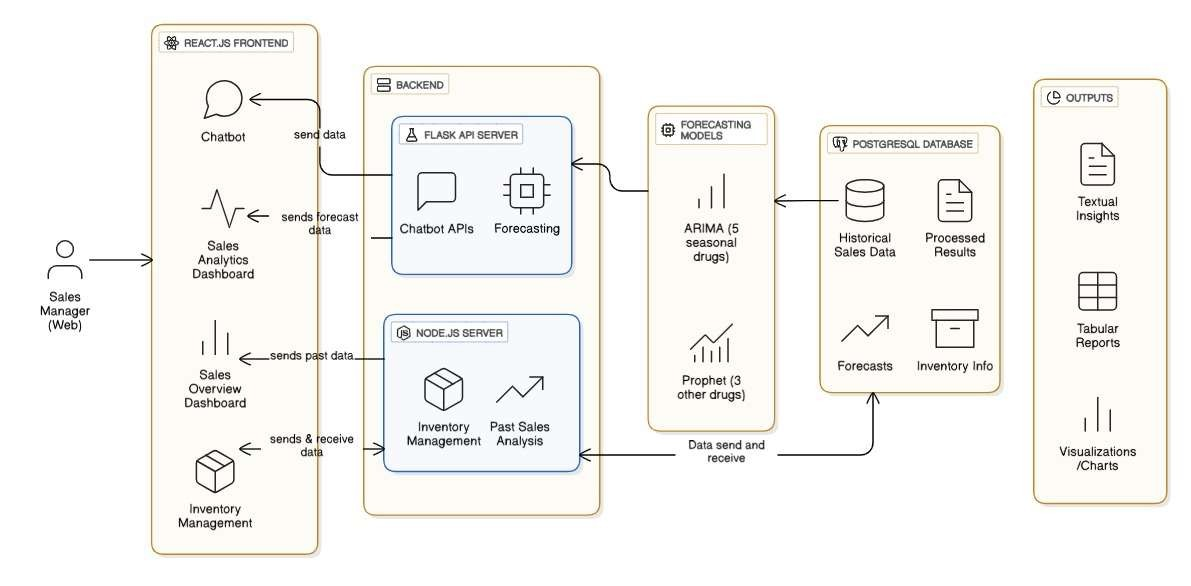 REACT.JS FRONTEND
Chatbot
Sales
Analytics
Dashboard
Sales
Overview
Dashboard
Inventory
Management
Sales
Manager
(Web)
send data
sends forecast
data
sends past data
sends & receive
data
BACKEND
FLASK API SERVER
Chatbot APIs
Forecasting
NODE.JS SERVER
JS
Inventory
Management
Past Sales
Analysis
FORECASTING
MODELS
ARIMA (5
seasonal
drugs)
Prophet (3
other drugs)
Data send and
receive
POSTGRESQL DATABASE
Historical
Sales Data
Processed
Results
Forecasts
Inventory Info
OUTPUTS
Textual
Insights
Tabular
Reports
Visualizations
/Charts